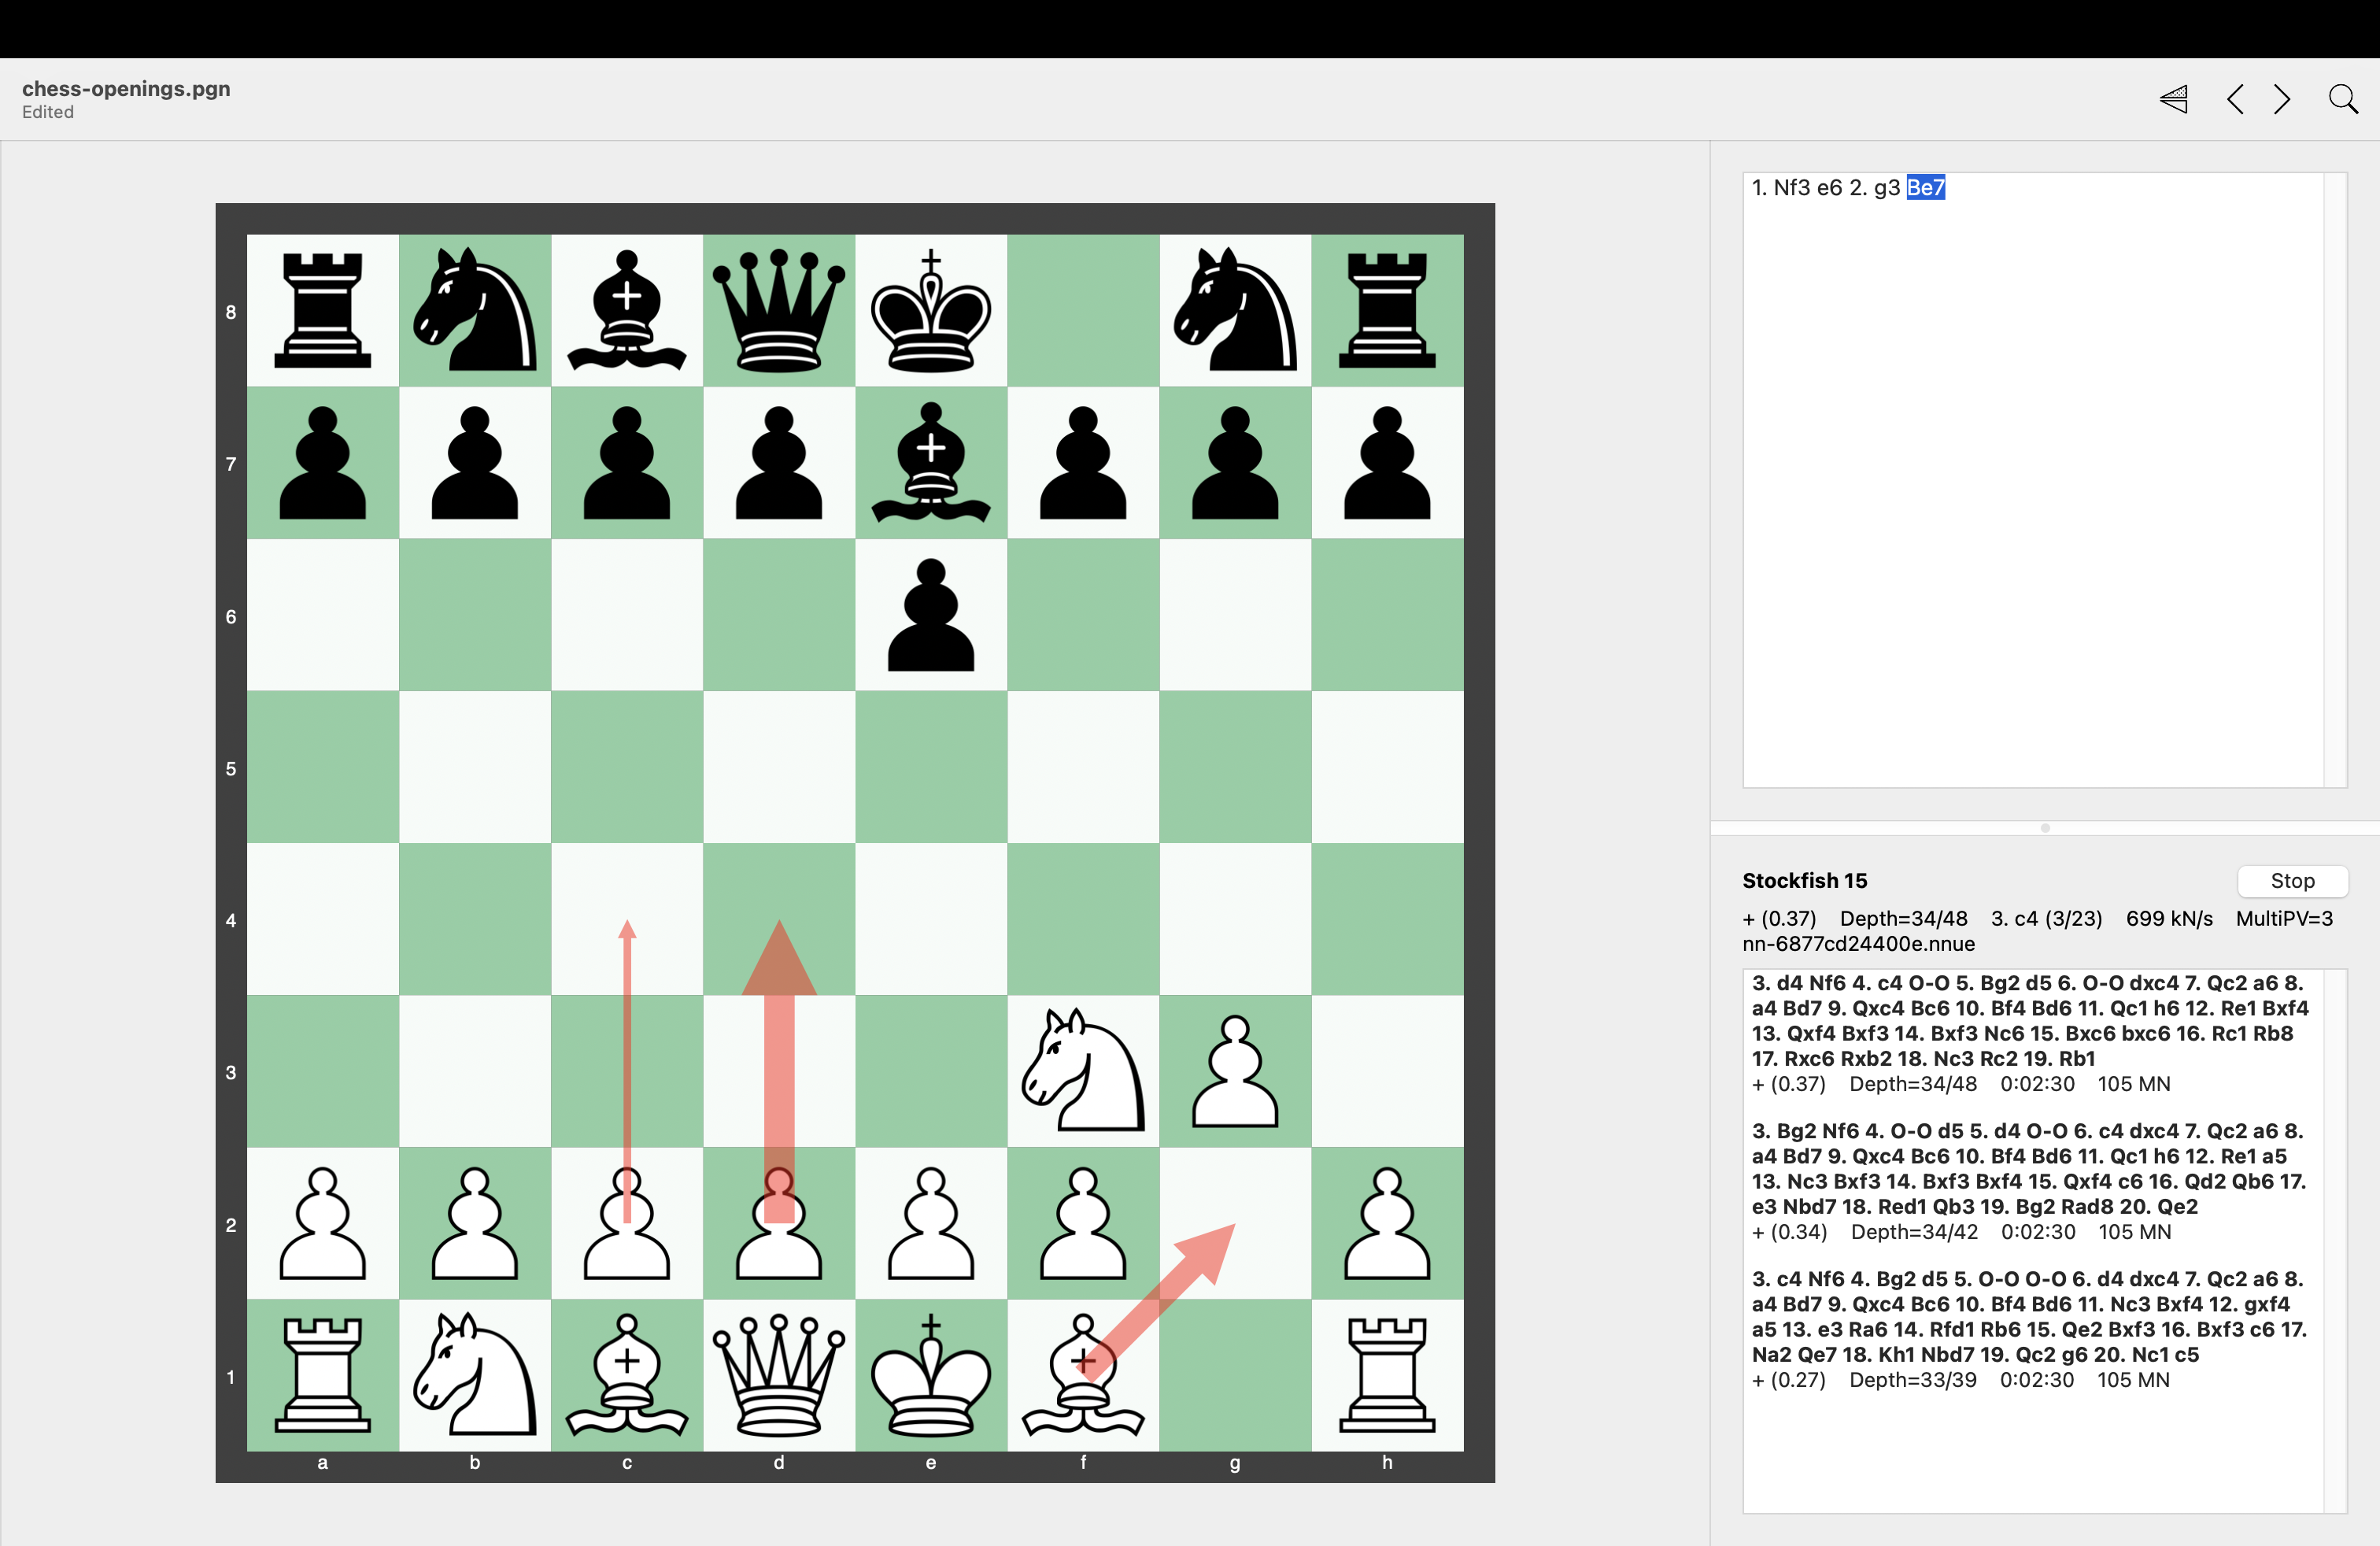 chess-openings.pgn
Edited
1. Nf3 e6 2. g3 Be7
8
7
6
5
4
3
2
1
a b c d e f g h
Stockfish 15
Stop
+ (0.37) Depth=34/48 3. c4 (3/23) 699 kN/s MultiPV=3
nn-6877cd24400e.nnue
3. d4 Nf6 4. c4 O-O 5. Bg2 d5 6. O-O dxc4 7. Qc2 a6 8.
a4 Bd7 9. Qxc4 Bc6 10. Bf4 Bd6 11. Qc1 h6 12. Re1 Bxf4
13. Qxf4 Bxf3 14. Bxf3 Nc6 15. Bxc6 bxc6 16. Rc1 Rb8
17. Rxc6 Rxb2 18. Nc3 Rc2 19. Rb1
+ (0.37) Depth=34/48 0:02:30 105 MN
3. Bg2 Nf6 4. O-O d5 5. d4 O-O 6. c4 dxc4 7. Qc2 a6 8.
a4 Bd7 9. Qxc4 Bc6 10. Bf4 Bd6 11. Qc1 h6 12. Re1 a5
13. Nc3 Bxf3 14. Bxf3 Bxf4 15. Qxf4 c6 16. Qd2 Qb6 17.
e3 Nbd7 18. Red1 Qb3 19. Bg2 Rad8 20. Qe2
+ (0.34) Depth=34/42 0:02:30 105 MN
3. c4 Nf6 4. Bg2 d5 5. O-O O-O 6. d4 dxc4 7. Qc2 a6 8.
a4 Bd7 9. Qxc4 Bc6 10. Bf4 Bd6 11. Nc3 Bxf4 12. gxf4
a5 13. e3 Ra6 14. Rfd1 Rb6 15. Qe2 Bxf3 16. Bxf3 c6 17.
Na2 Qe7 18. Kh1 Nbd7 19. Qc2 g6 20. Nc1 c5
+ (0.27) Depth=33/39 0:02:30 105 MN